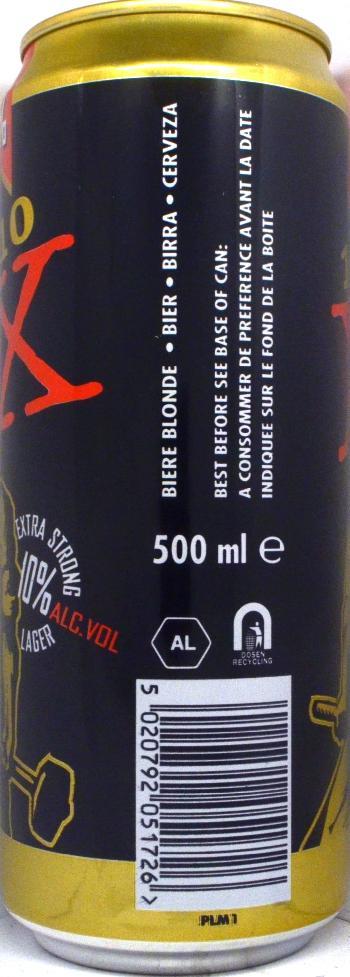 10
X
EXTRA STRONG
10%
ALC.VOL
LAGER
BIERE BLONDE • BIER • BIRRA • CERVEZA
BEST BEFORE SEE BASE OF CAN:
A CONSOMMER DE PREFERENCE AVANT LA DATE
INDIQUEE SUR LE FOND DE LA BOITE
500 ml ℮
AL
DOSEN
RECYCLING
5 020792 051726 >
PLM 1